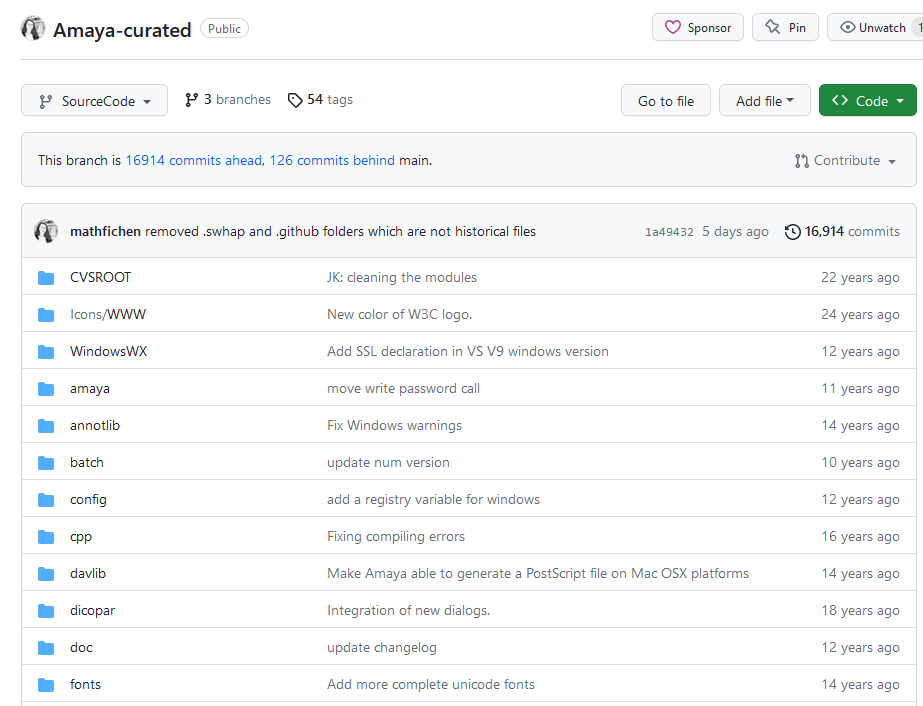 Amaya-curated Public Sponsor Pin Unwatch 1
SourceCode 3 branches 54 tags Go to file Add file Code
This branch is 16914 commits ahead, 126 commits behind main. Contribute
mathfichen removed .swhap and .github folders which are not historical files 1a49432 5 days ago 16,914 commits
CVSROOT JK: cleaning the modules 22 years ago
Icons/WWW New color of W3C logo. 24 years ago
WindowsWX Add SSL declaration in VS V9 windows version 12 years ago
amaya move write password call 11 years ago
annotlib Fix Windows warnings 14 years ago
batch update num version 10 years ago
config add a registry variable for windows 12 years ago
cpp Fixing compiling errors 16 years ago
davlib Make Amaya able to generate a PostScript file on Mac OSX platforms 14 years ago
dicopar Integration of new dialogs. 18 years ago
doc update changelog 12 years ago
fonts Add more complete unicode fonts 14 years ago